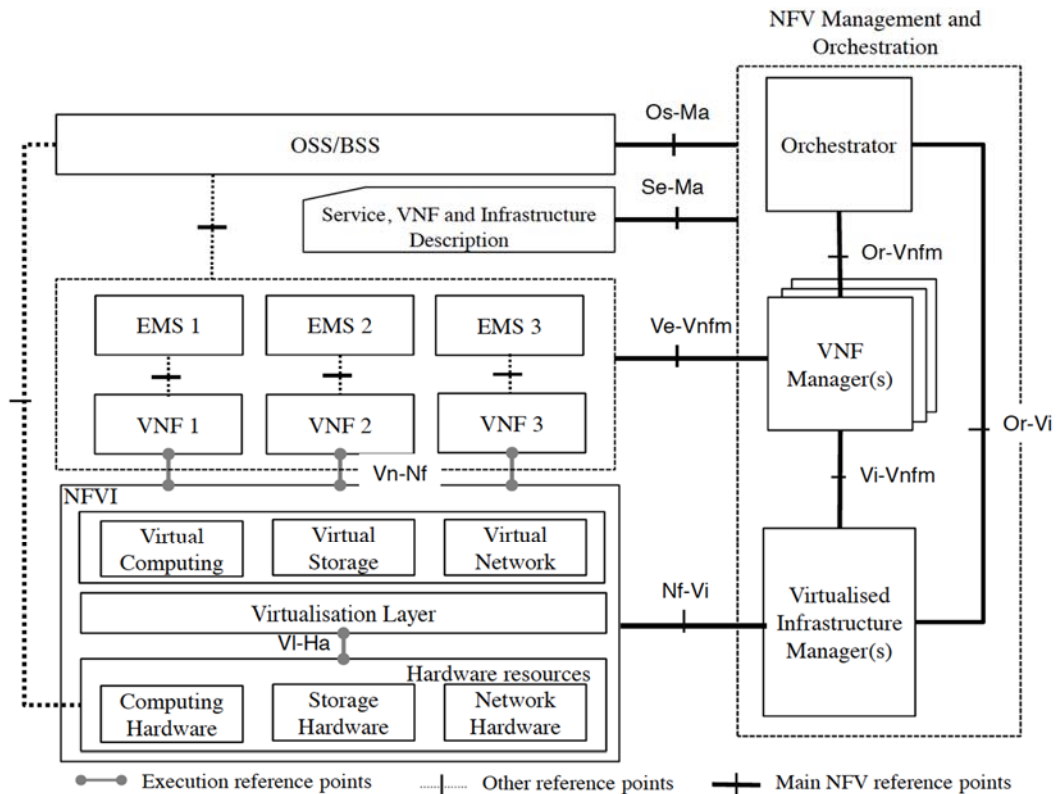 NFV Management and
Orchestration
Os-Ma
OSS/BSS
Orchestrator
Se-Ma
Service, VNF and Infrastructure
Description
Or-Vnfm
EMS 1
EMS 2
EMS 3
Ve-Vnfm
VNF
Manager(s)
VNF 1
VNF 2
VNF 3
Or-Vi
Vn-Nf
Vi-Vnfm
NFVI
Virtual
Computing
Virtual
Storage
Virtual
Network
Nf-Vi
Virtualised
Infrastructure
Manager(s)
Virtualisation Layer
Vl-Ha
Hardware resources
Computing
Hardware
Storage
Hardware
Network
Hardware
Execution reference points
Other reference points
Main NFV reference points